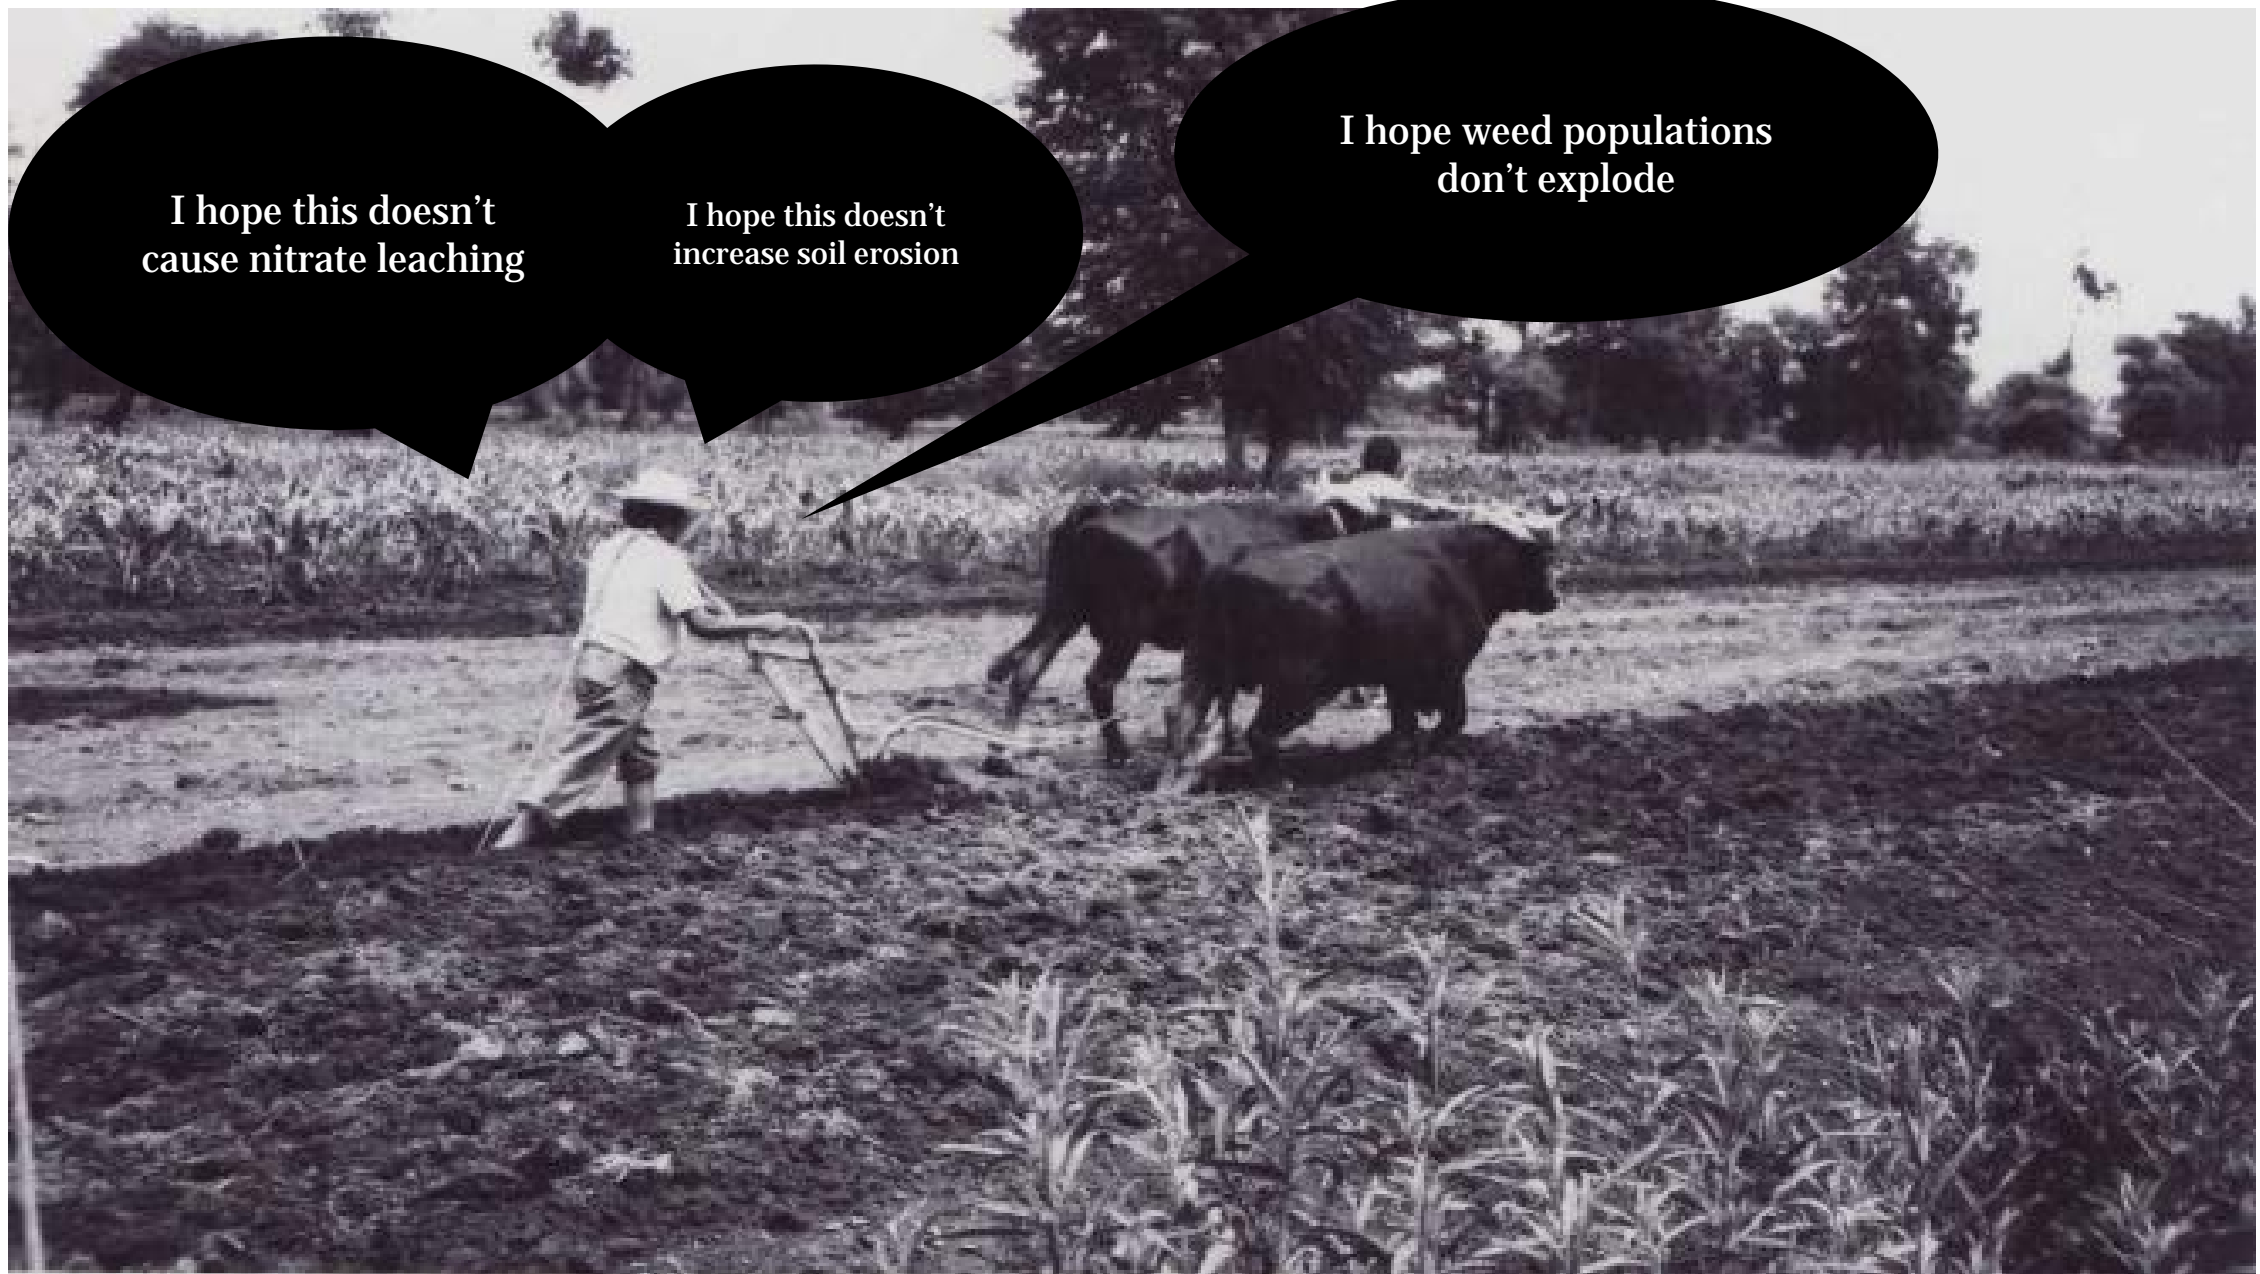 I hope this doesn’t
cause nitrate leaching
I hope this doesn’t
increase soil erosion
I hope weed populations
don’t explode